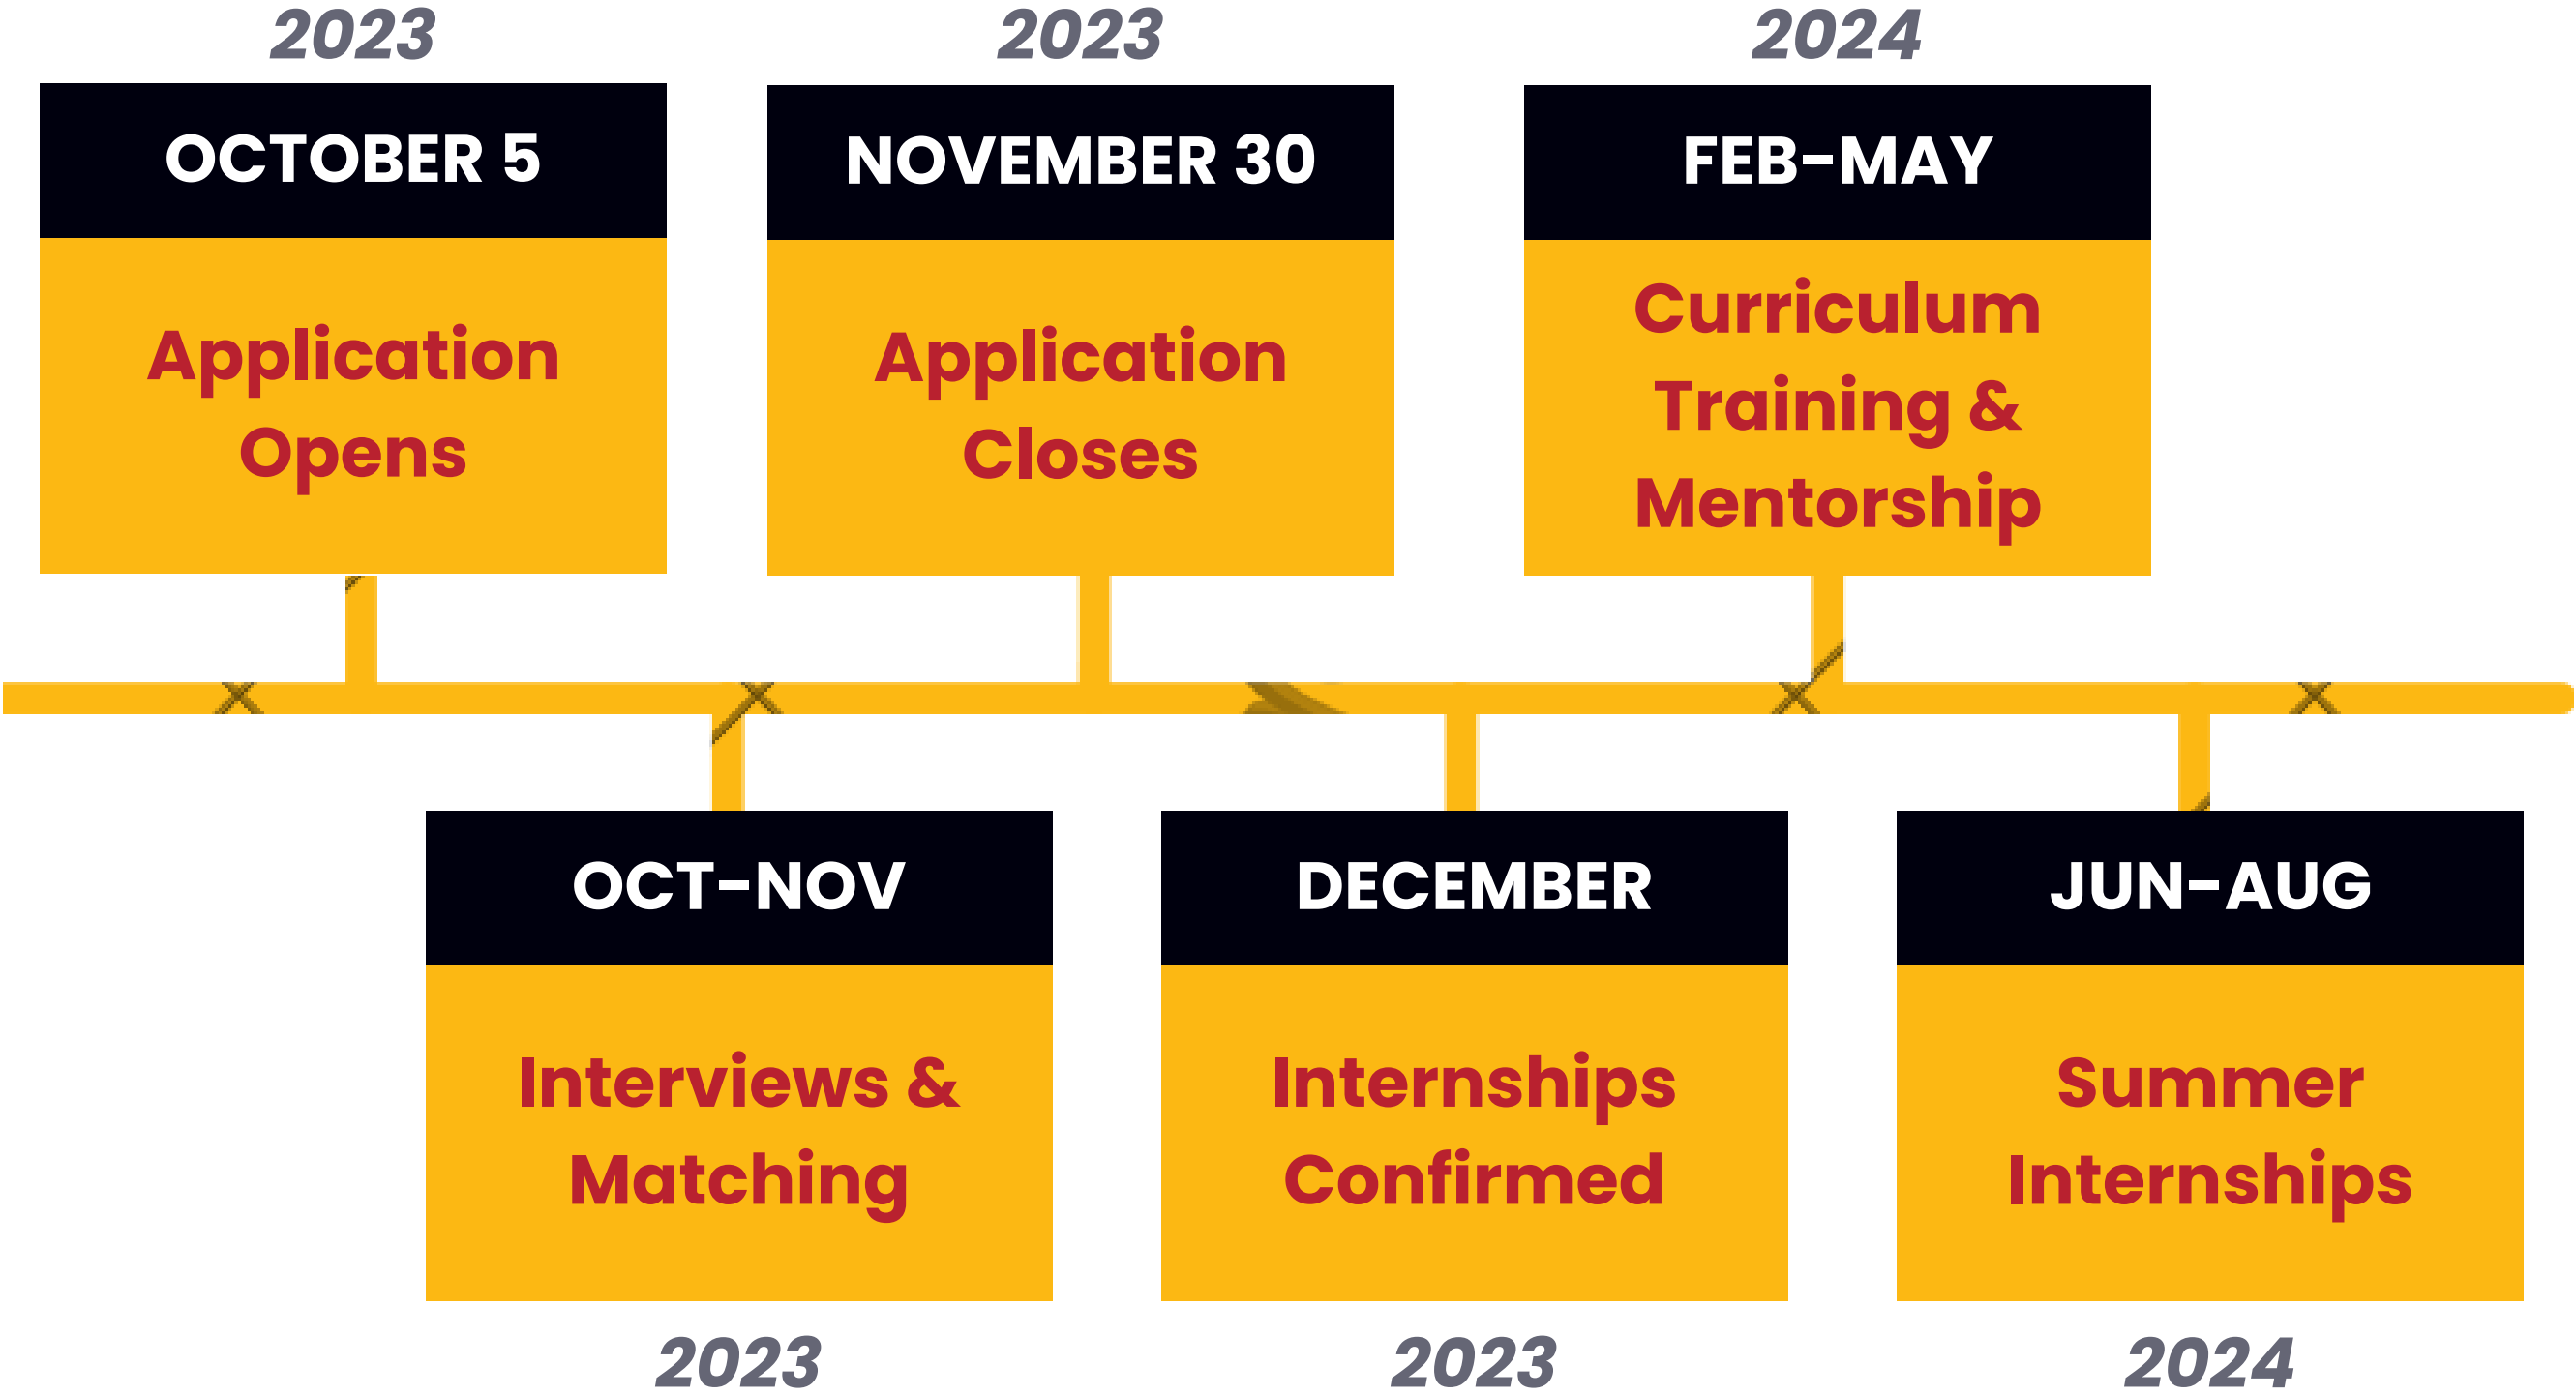 2023
OCTOBER 5
Application
Opens
2023
NOVEMBER 30
Application
Closes
2024
FEB-MAY
Curriculum
Training &
Mentorship
OCT-NOV
Interviews &
Matching
2023
DECEMBER
Internships
Confirmed
2023
JUN-AUG
Summer
Internships
2024